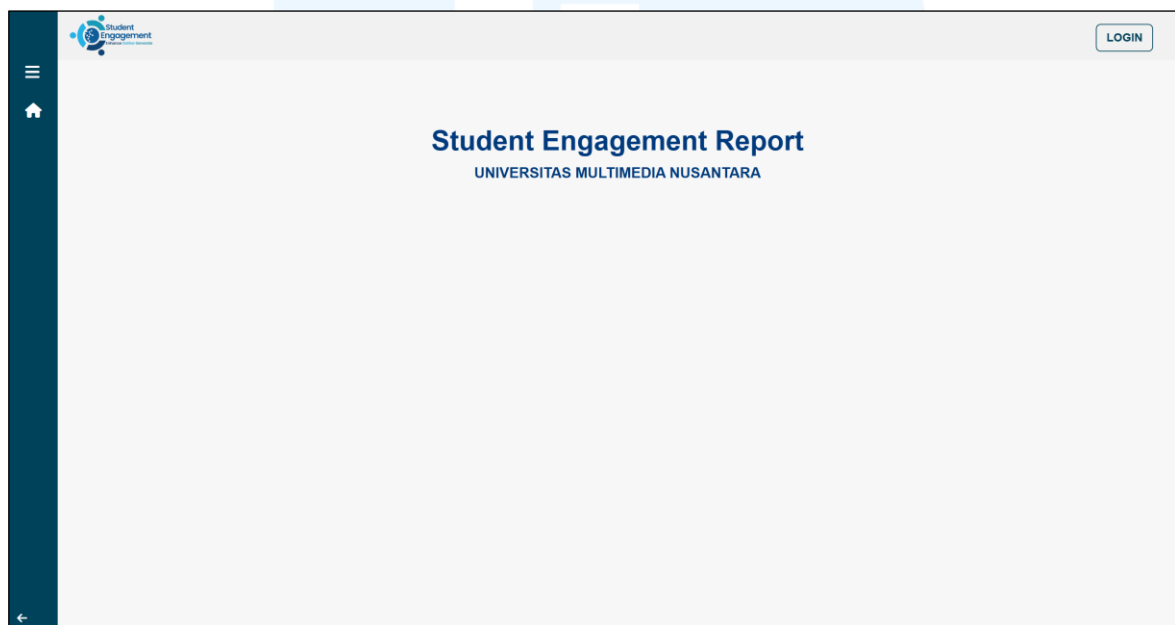 Student
Engagement
LOGIN
Student Engagement Report
UNIVERSITAS MULTIMEDIA NUSANTARA